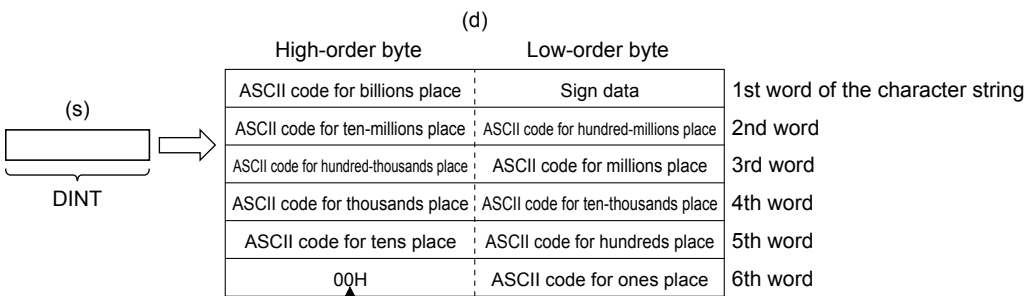 (d)
High-order byte Low-order byte
ASCII code for billions place Sign data 1st word of the character string
(s)
ASCII code for ten-millions place ASCII code for hundred-millions place 2nd word
ASCII code for hundred-thousands place ASCII code for millions place 3rd word
DINT
ASCII code for thousands place ASCII code for ten-thousands place 4th word
ASCII code for tens place ASCII code for hundreds place 5th word
00H ASCII code for ones place 6th word